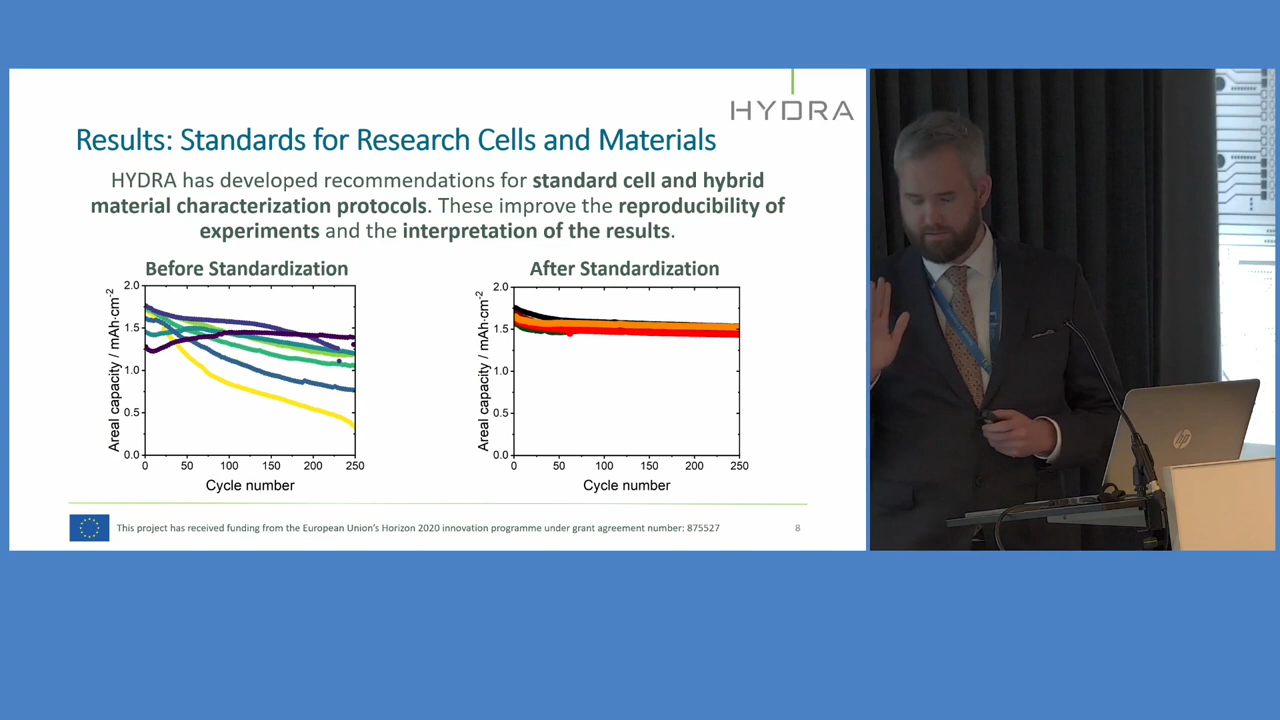 HYDRA
Results: Standards for Research Cells and Materials
HYDRA has developed recommendations for standard cell and hybrid
material characterization protocols. These improve the reproducibility of
experiments and the interpretation of the results.
Before Standardization
2.0
1.5
1.0
0.5
0.0
Areal capacity / mAh·cm⁻²
0 50 100 150 200 250
Cycle number
After Standardization
2.0
1.5
1.0
0.5
0.0
Areal capacity / mAh·cm⁻²
0 50 100 150 200 250
Cycle number
This project has received funding from the European Union's Horizon 2020 innovation programme under grant agreement number: 875527
8
hp